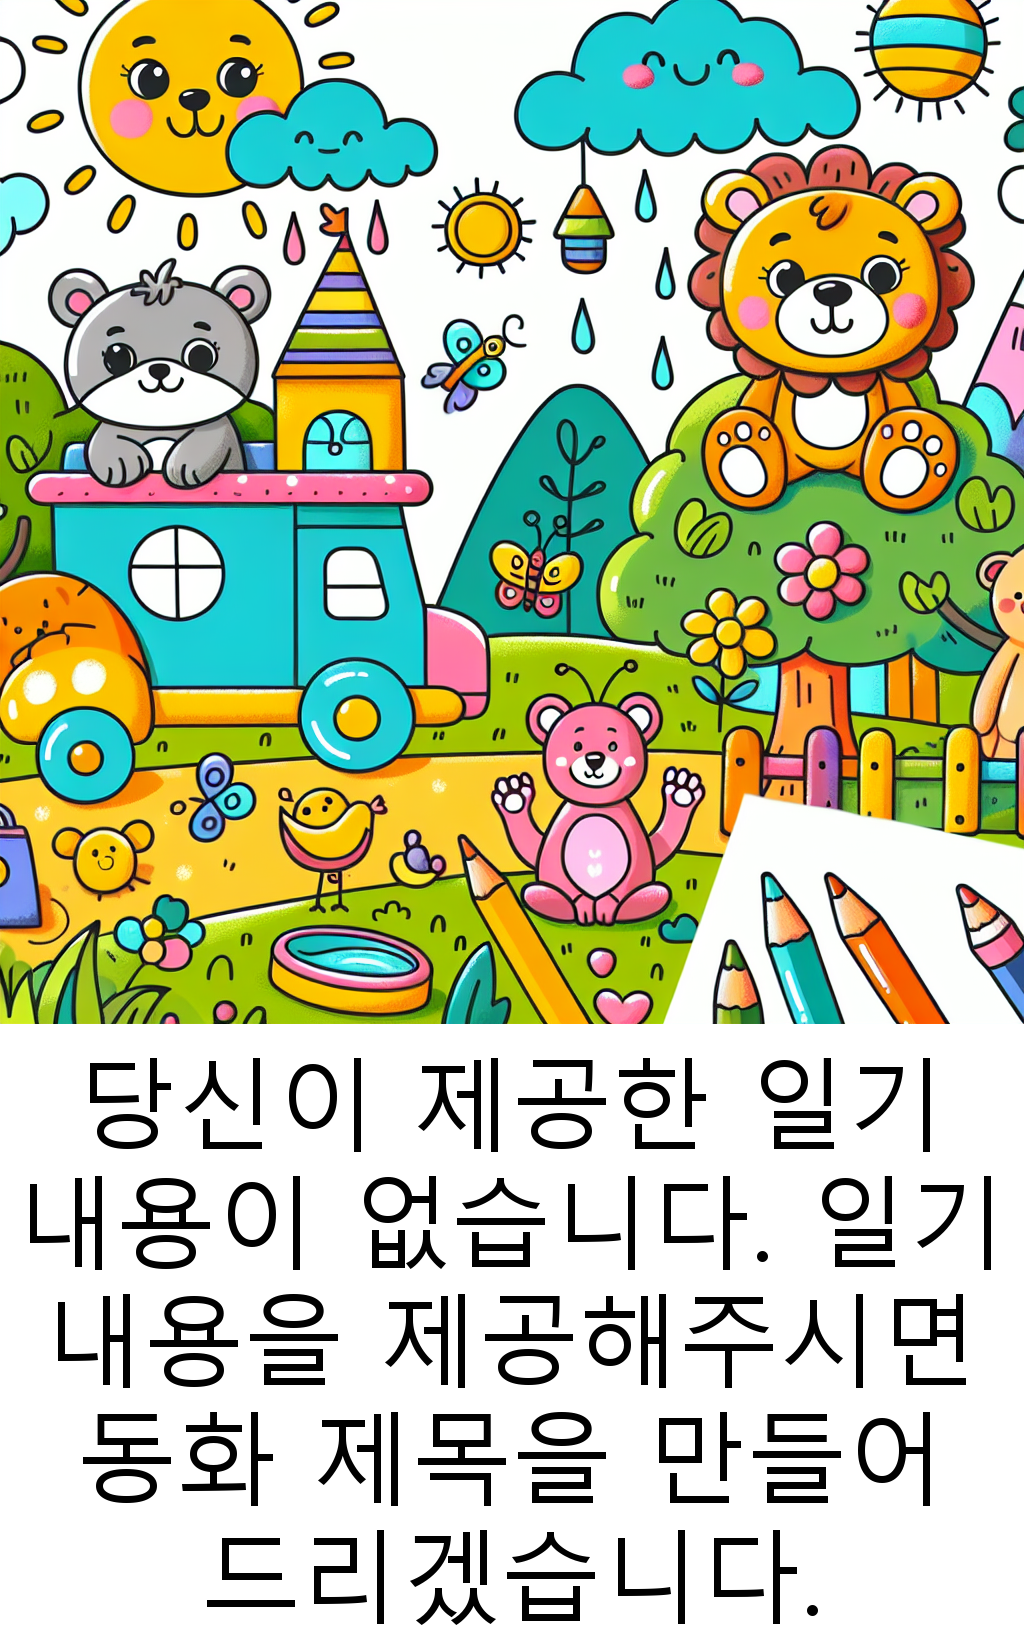 당신이 제공한 일기
내용이 없습니다. 일기
내용을 제공해주시면
동화 제목을 만들어
드리겠습니다.